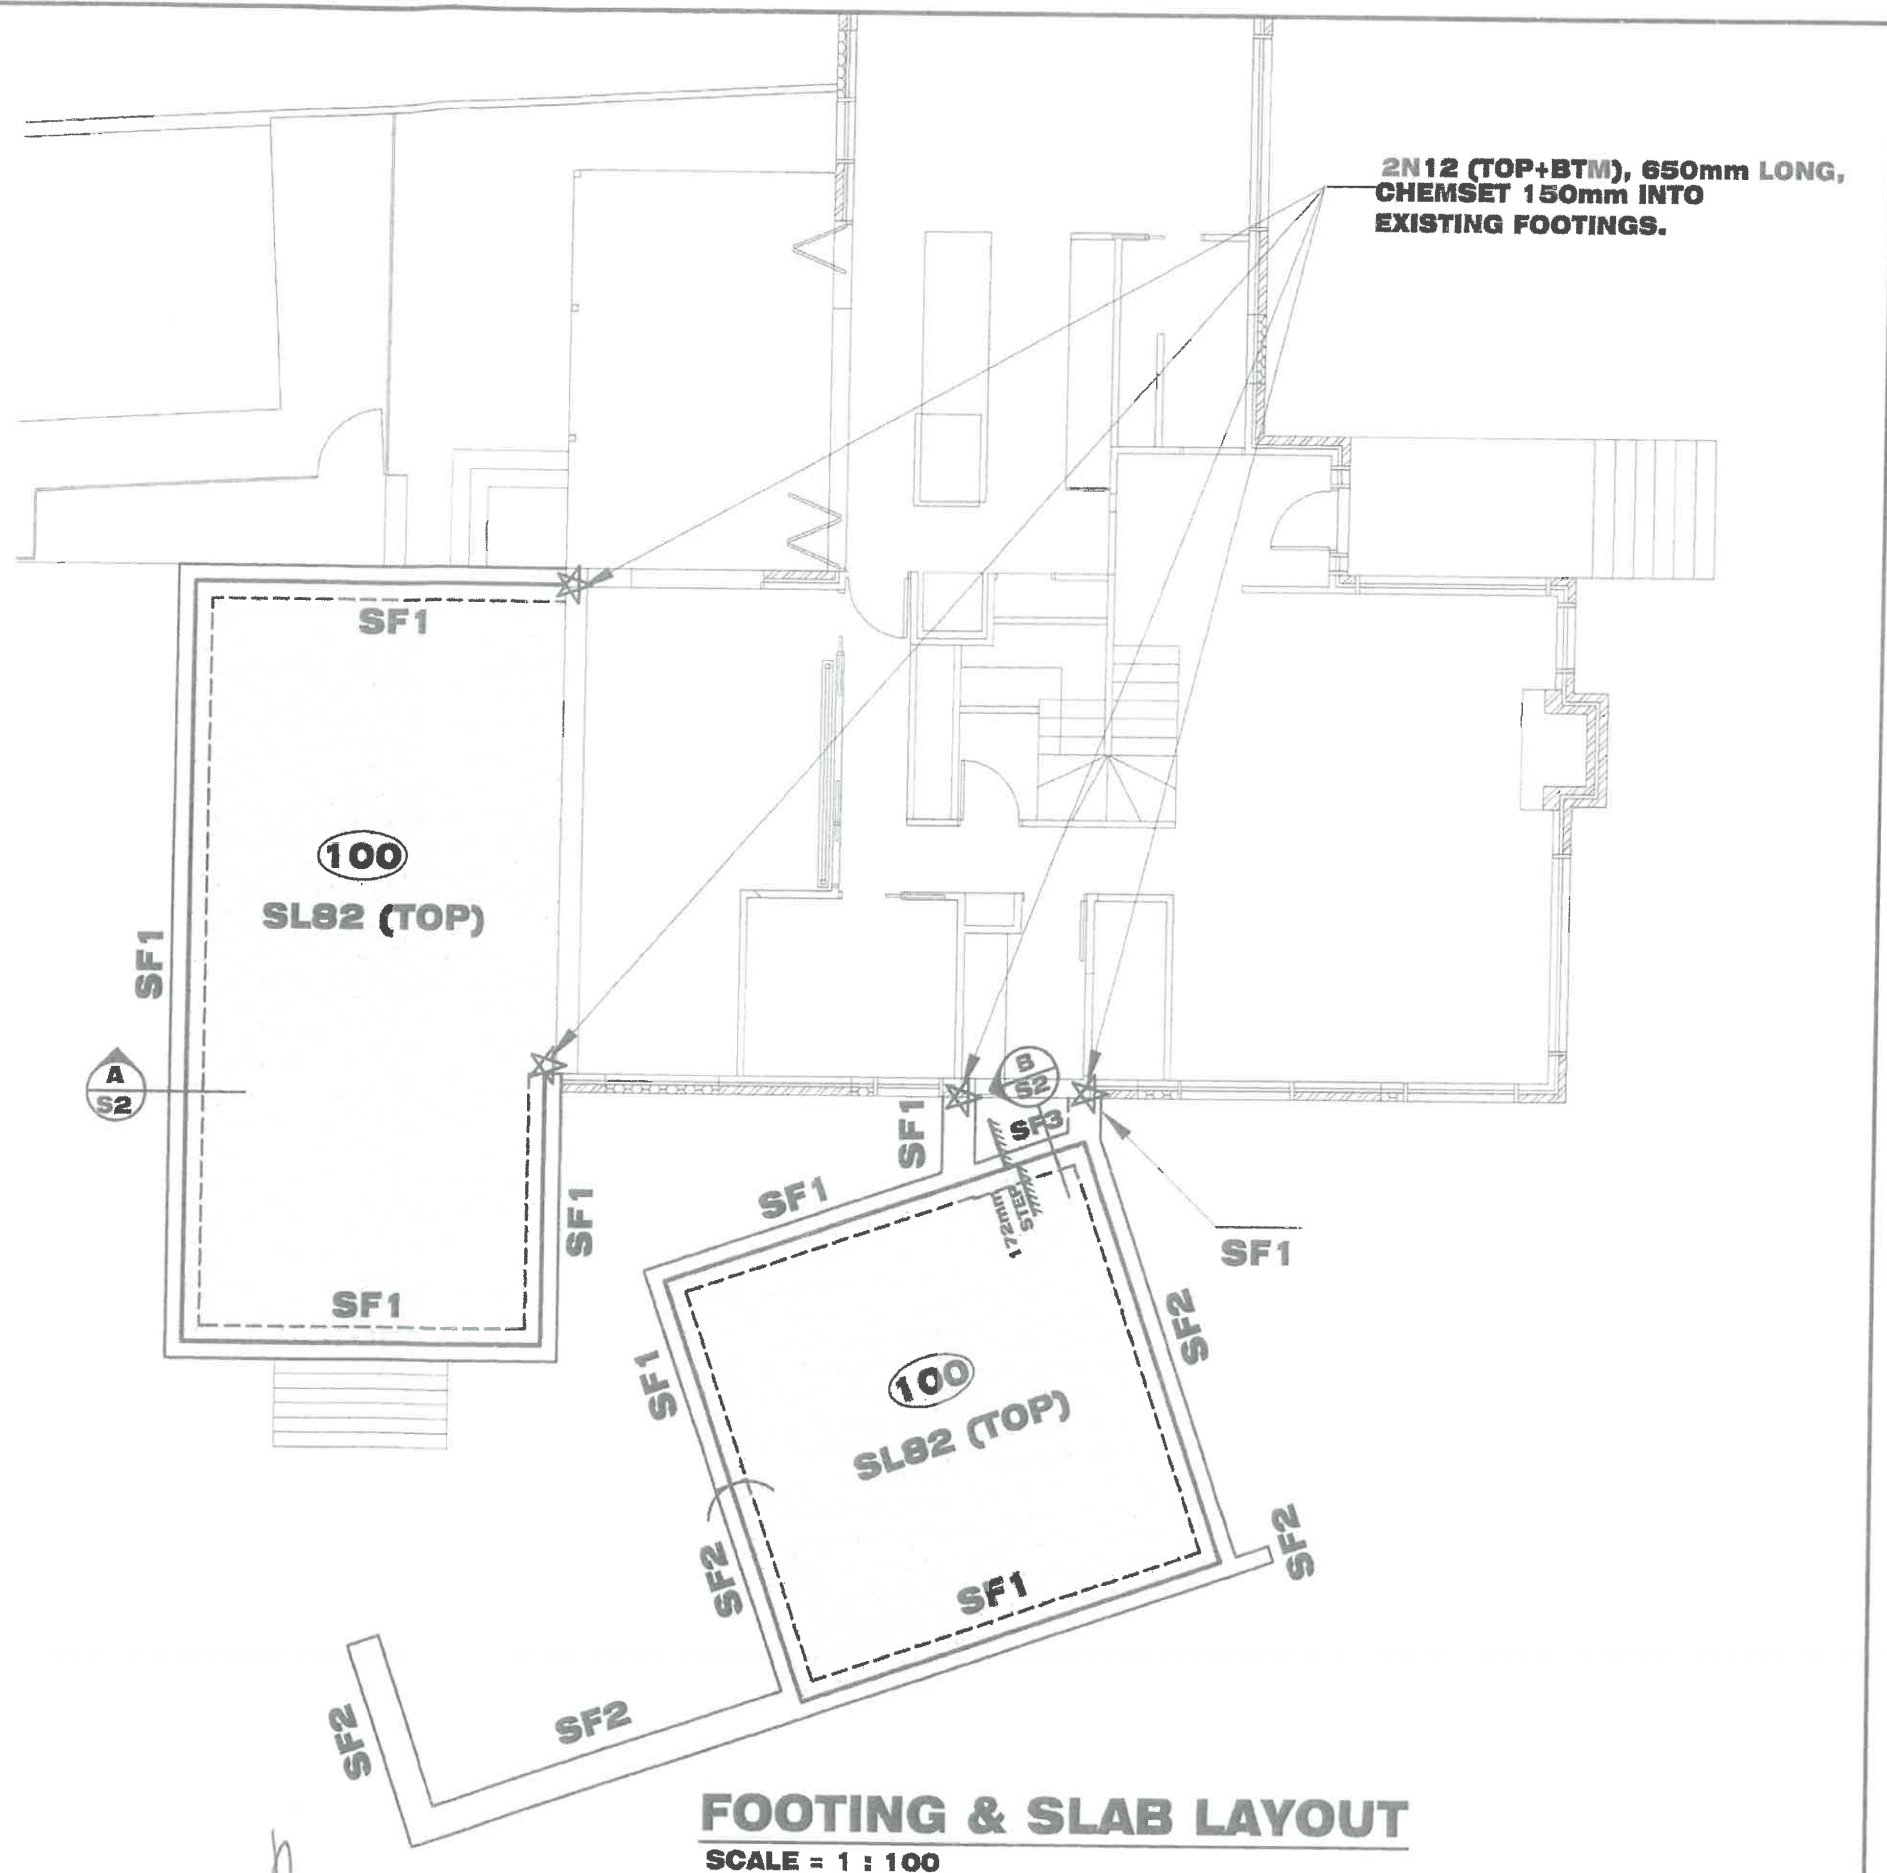 2N12 (TOP+BTM), 650mm LONG,
CHEMSET 150mm INTO
EXISTING FOOTINGS.
SF1
100
SL82 (TOP)
SF1
A
S2
B
S2
SF1
SF3
SF1
SF1
172mm
STEP
SF1
SF1
SF2
SF1
100
SL82 (TOP)
SF2
SF2
SF1
SF2
SF2
FOOTING & SLAB LAYOUT
SCALE = 1 : 100